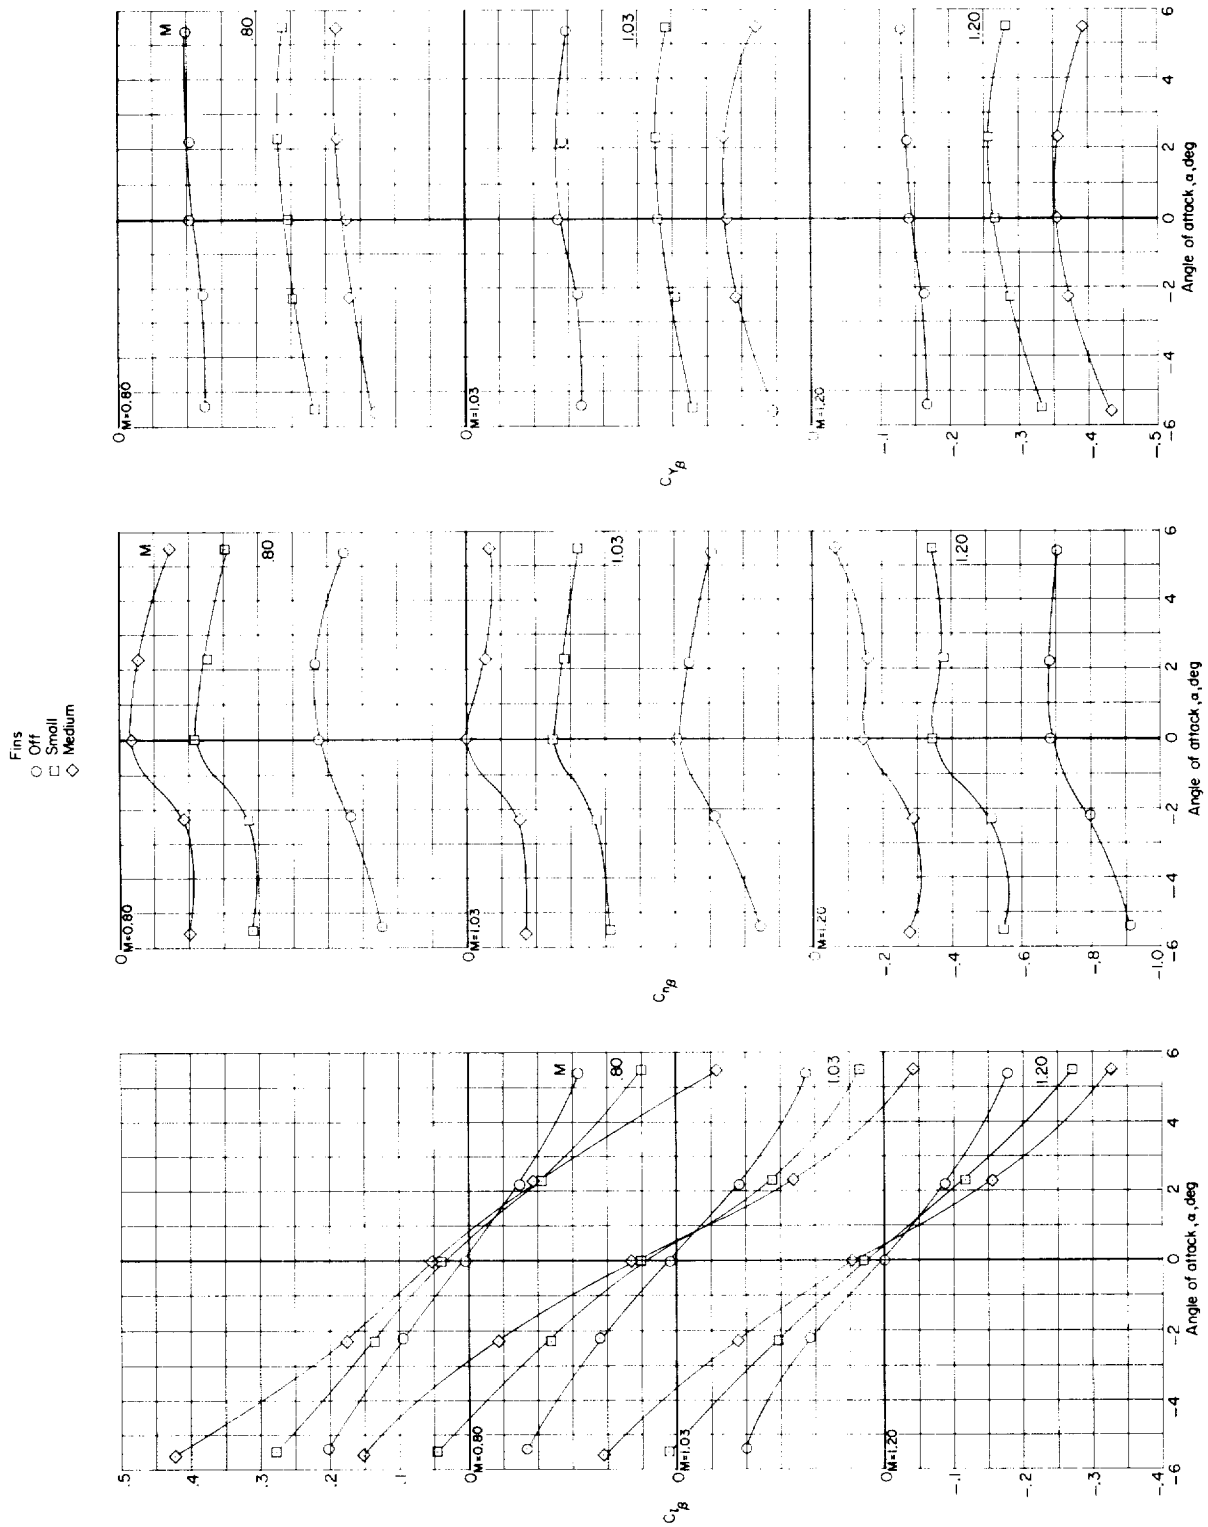 Fins
○ Off
□ Small
◇ Medium
0
M=0.80
M
.80
0
M=1.03
1.03
0
M=1.20
1.20
-.1
-.2
-.3
-.4
-.5
-6
-4
-2
0
2
4
6
CYβ
Angle of attack, α, deg
0
M=0.80
M
.80
0
M=1.03
1.03
0
M=1.20
1.20
-.2
-.4
-.6
-.8
-1.0
-6
-4
-2
0
2
4
6
Cnβ
Angle of attack, α, deg
.5
.4
.3
.2
.1
0
M=0.80
M
.80
0
M=1.03
1.03
0
M=1.20
1.20
-.1
-.2
-.3
-.4
-6
-4
-2
0
2
4
6
Clβ
Angle of attack, α, deg